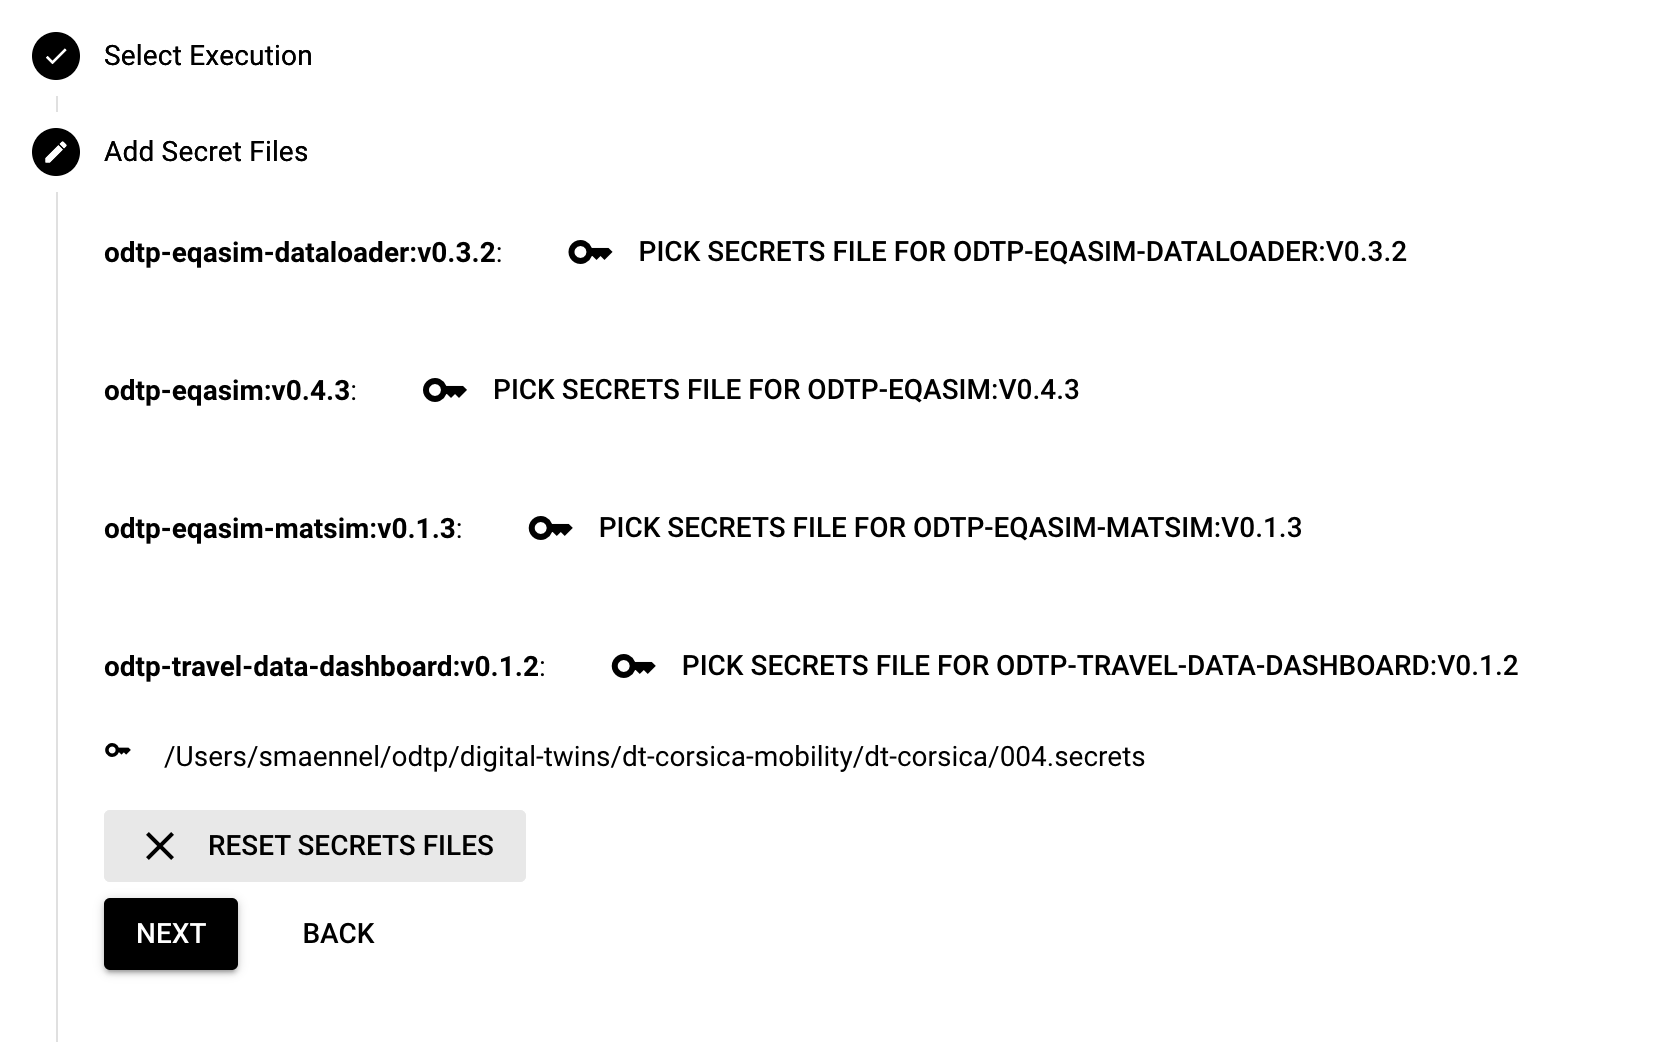 Select Execution
Add Secret Files
odtp-eqasim-dataloader:v0.3.2: PICK SECRETS FILE FOR ODTP-EQASIM-DATALOADER:V0.3.2
odtp-eqasim:v0.4.3: PICK SECRETS FILE FOR ODTP-EQASIM:V0.4.3
odtp-eqasim-matsim:v0.1.3: PICK SECRETS FILE FOR ODTP-EQASIM-MATSIM:V0.1.3
odtp-travel-data-dashboard:v0.1.2: PICK SECRETS FILE FOR ODTP-TRAVEL-DATA-DASHBOARD:V0.1.2
/Users/smaennel/odtp/digital-twins/dt-corsica-mobility/dt-corsica/004.secrets
RESET SECRETS FILES
NEXT BACK